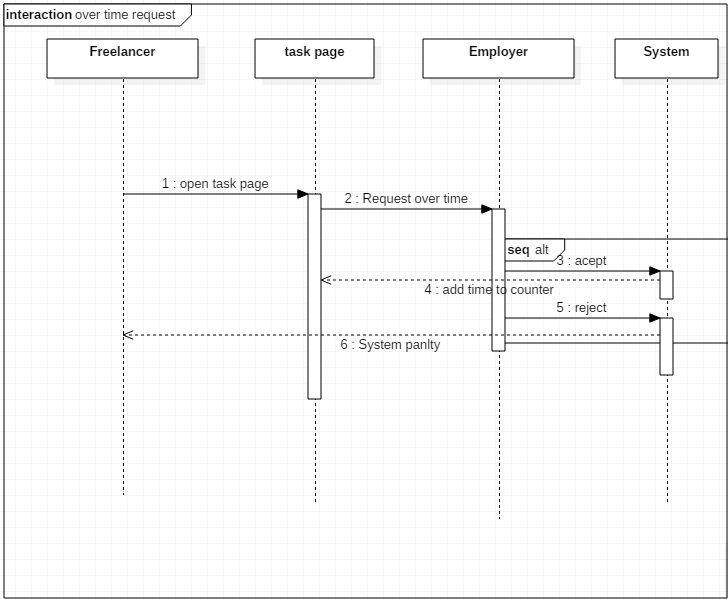 interaction over time request
Freelancer
task page
Employer
System
1 : open task page
2 : Request over time
seq alt
3 : acept
4 : add time to counter
5 : reject
6 : System panlty